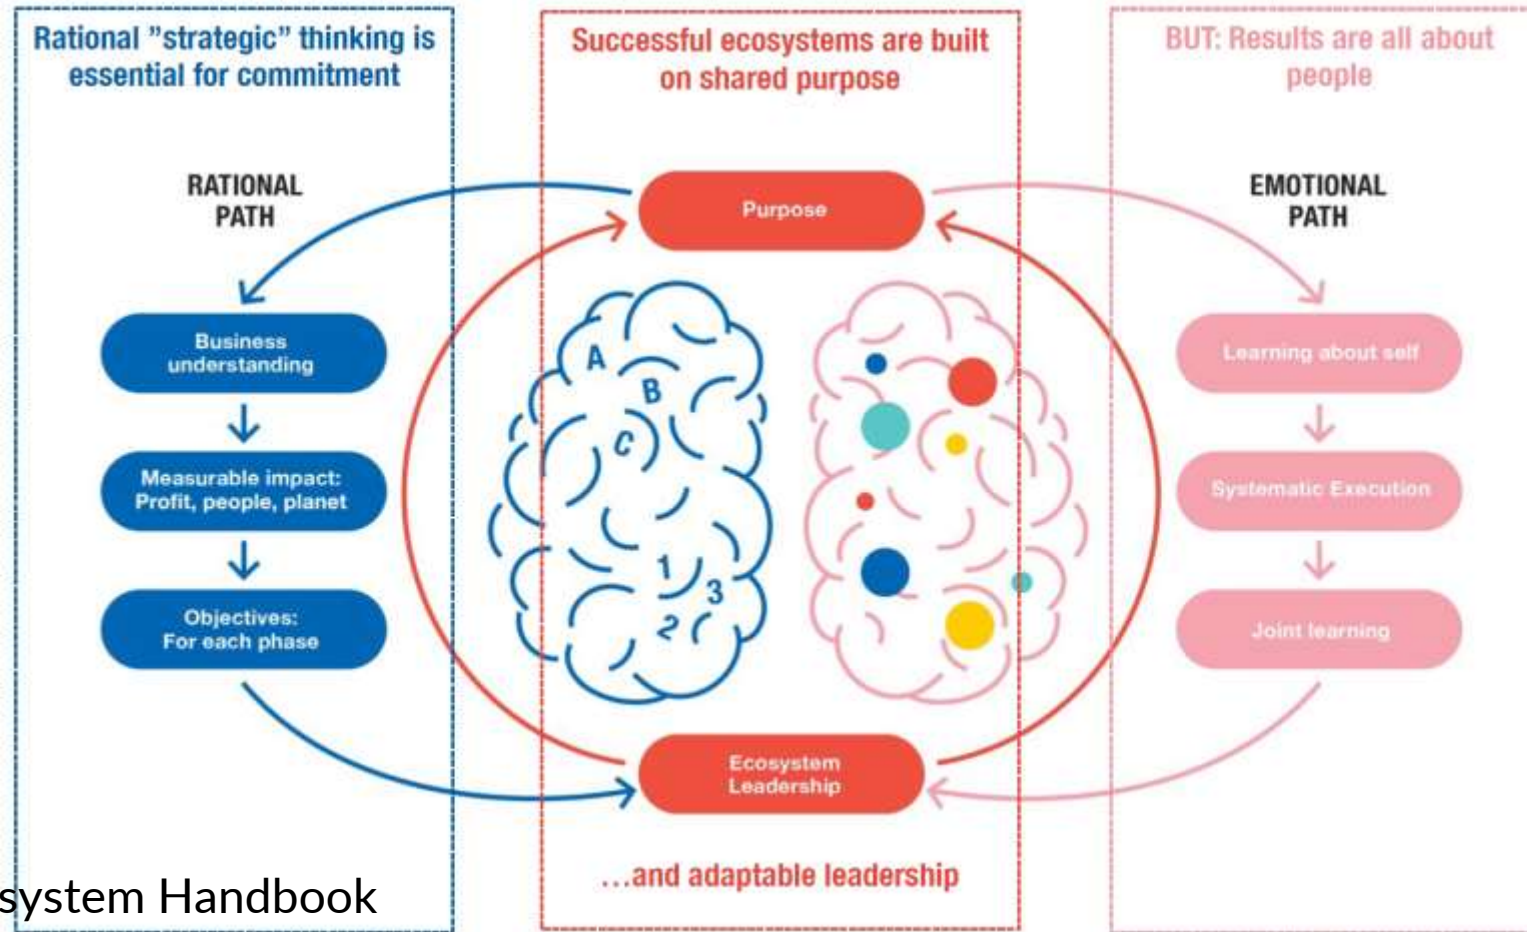 Rational ”strategic” thinking is
essential for commitment
RATIONAL
PATH
Business
understanding
Measurable impact:
Profit, people, planet
Objectives:
For each phase
Successful ecosystems are built
on shared purpose
Purpose
A
B
C
1
3
2
Ecosystem
Leadership
...and adaptable leadership
BUT: Results are all about
people
EMOTIONAL
PATH
Learning about self
Systematic Execution
Joint learning
system Handbook